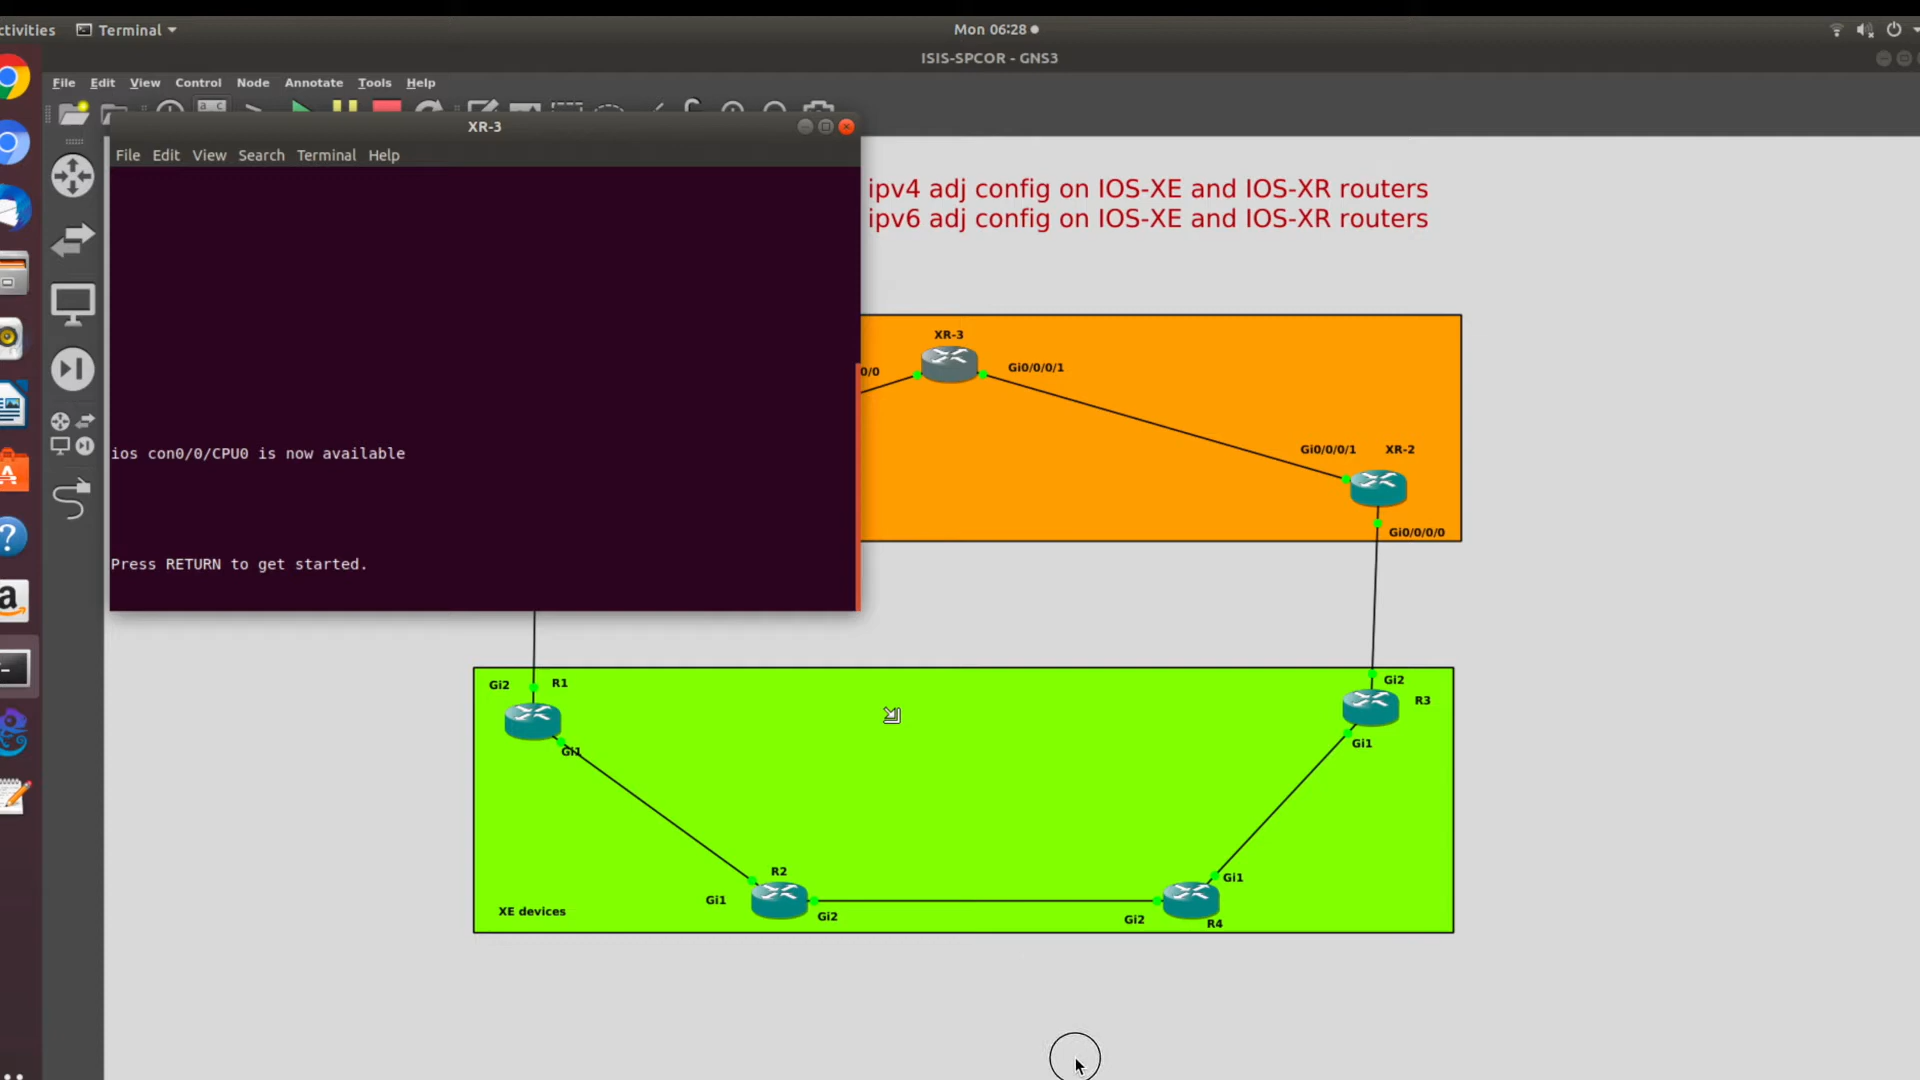 ctivities
Terminal
Mon 06:28
ISIS-SPCOR - GNS3
File Edit View Control Node Annotate Tools Help
XR-3
File Edit View Search Terminal Help
ios con0/0/CPU0 is now available
Press RETURN to get started.
ipv4 adj config on IOS-XE and IOS-XR routers
ipv6 adj config on IOS-XE and IOS-XR routers
XR-3
0/0
Gi0/0/0/1
Gi0/0/0/1
XR-2
Gi0/0/0/0
Gi2
R1
Gi1
Gi2
R3
Gi1
R2
Gi1
Gi2
Gi1
Gi2
R4
XE devices